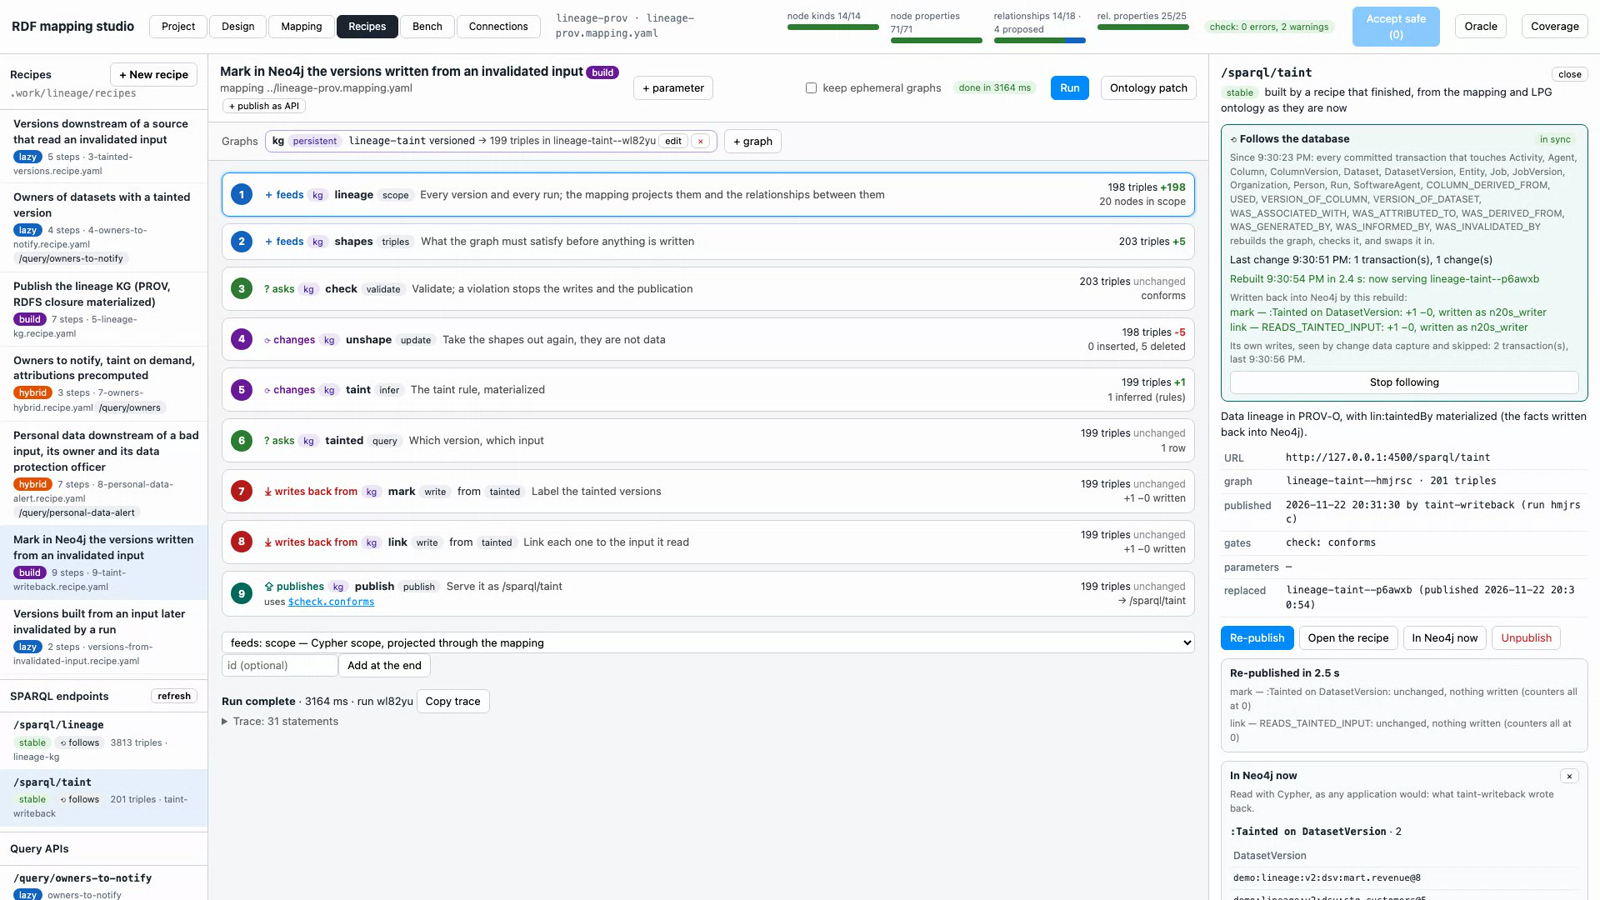 RDF mapping studio
Project
Design
Mapping
Recipes
Bench
Connections
lineage-prov · lineage-
prov.mapping.yaml
node kinds 14/14
node properties
71/71
relationships 14/18 ·
4 proposed
rel. properties 25/25
check: 0 errors, 2 warnings
Accept safe
(0)
Oracle
Coverage
Recipes
+ New recipe
.work/lineage/recipes
Versions downstream of a source
that read an invalidated input
lazy 5 steps · 3-tainted-
versions.recipe.yaml
Owners of datasets with a tainted
version
lazy 4 steps · 4-owners-to-
notify.recipe.yaml
/query/owners-to-notify
Publish the lineage KG (PROV,
RDFS closure materialized)
build 7 steps · 5-lineage-
kg.recipe.yaml
Owners to notify, taint on demand,
attributions precomputed
hybrid 3 steps · 7-owners-
hybrid.recipe.yaml /query/owners
Personal data downstream of a bad
input, its owner and its data
protection officer
hybrid 7 steps · 8-personal-data-
alert.recipe.yaml
/query/personal-data-alert
Mark in Neo4j the versions written
from an invalidated input
build 9 steps · 9-taint-
writeback.recipe.yaml
Versions built from an input later
invalidated by a run
lazy 2 steps · versions-from-
invalidated-input.recipe.yaml
SPARQL endpoints
refresh
/sparql/lineage
stable ⟲ follows 3813 triples ·
lineage-kg
/sparql/taint
stable ⟲ follows 201 triples · taint-
writeback
Query APIs
/query/owners-to-notify
lazy owners-to-notify
Mark in Neo4j the versions written from an invalidated input build
mapping ../lineage-prov.mapping.yaml
+ publish as API
+ parameter
keep ephemeral graphs
done in 3164 ms
Run
Ontology patch
Graphs kg persistent lineage-taint versioned → 199 triples in lineage-taint--wl82yu edit × + graph
1 + feeds kg lineage scope Every version and every run; the mapping projects them and the relationships between them
198 triples +198
20 nodes in scope
2 + feeds kg shapes triples What the graph must satisfy before anything is written
203 triples +5
3 ? asks kg check validate Validate; a violation stops the writes and the publication
203 triples unchanged
conforms
4 ⟳ changes kg unshape update Take the shapes out again, they are not data
198 triples -5
0 inserted, 5 deleted
5 ⟳ changes kg taint infer The taint rule, materialized
199 triples +1
1 inferred (rules)
6 ? asks kg tainted query Which version, which input
199 triples unchanged
1 row
7 writes back from kg mark write from tainted Label the tainted versions
199 triples unchanged
+1 −0 written
8 writes back from kg link write from tainted Link each one to the input it read
199 triples unchanged
+1 −0 written
9 publishes kg publish publish Serve it as /sparql/taint
uses $check.conforms
199 triples unchanged
→ /sparql/taint
feeds: scope — Cypher scope, projected through the mapping
id (optional)
Add at the end
Run complete · 3164 ms · run wl82yu Copy trace
▶ Trace: 31 statements
/sparql/taint
close
stable built by a recipe that finished, from the mapping and LPG
ontology as they are now
⟲ Follows the database
in sync
Since 9:30:23 PM: every committed transaction that touches Activity, Agent,
Column, ColumnVersion, Dataset, DatasetVersion, Entity, Job, JobVersion,
Organization, Person, Run, SoftwareAgent, COLUMN_DERIVED_FROM,
USED, VERSION_OF_COLUMN, VERSION_OF_DATASET,
WAS_ASSOCIATED_WITH, WAS_ATTRIBUTED_TO, WAS_DERIVED_FROM,
WAS_GENERATED_BY, WAS_INFORMED_BY, WAS_INVALIDATED_BY
rebuilds the graph, checks it, and swaps it in.
Last change 9:30:51 PM: 1 transaction(s), 1 change(s)
Rebuilt 9:30:54 PM in 2.4 s: now serving lineage-taint--p6awxb
Written back into Neo4j by this rebuild:
mark — :Tainted on DatasetVersion: +1 −0, written as n20s_writer
link — READS_TAINTED_INPUT: +1 −0, written as n20s_writer
Its own writes, seen by change data capture and skipped: 2 transaction(s),
last 9:30:56 PM.
Stop following
Data lineage in PROV-O, with lin:taintedBy materialized (the facts written
back into Neo4j).
URL http://127.0.0.1:4500/sparql/taint
graph lineage-taint--hmjrsc · 201 triples
published 2026-11-22 20:31:30 by taint-writeback (run hmjrs
c)
gates check: conforms
parameters —
replaced lineage-taint--p6awxb (published 2026-11-22 20:3
0:54)
Re-publish
Open the recipe
In Neo4j now
Unpublish
Re-published in 2.5 s
mark — :Tainted on DatasetVersion: unchanged, nothing written (counters all
at 0)
link — READS_TAINTED_INPUT: unchanged, nothing written (counters all at
0)
In Neo4j now
×
Read with Cypher, as any application would: what taint-writeback wrote
back.
:Tainted on DatasetVersion · 2
DatasetVersion
demo:lineage:v2:dsv:mart.revenue@8